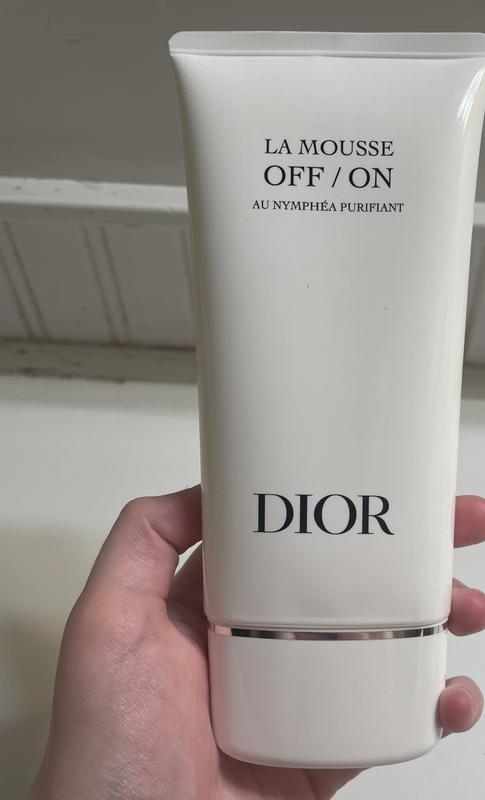 LA MOUSSE
OFF / ON
AU NYMPHÉA PURIFIANT
DIOR